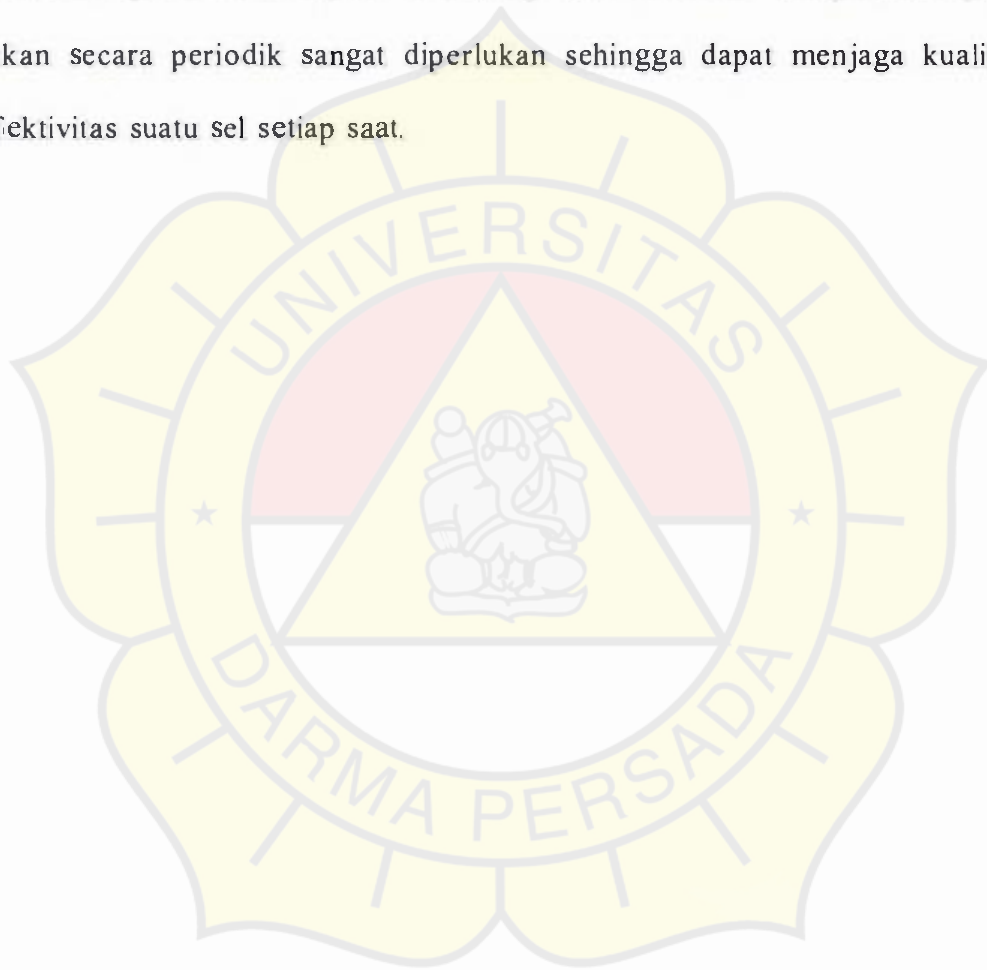 kan secara periodik sangat diperlukan sehingga dapat menjaga kuali
ektivitas suatu sel setiap saat.
UNIVERSITAS
DARMA PERSADA